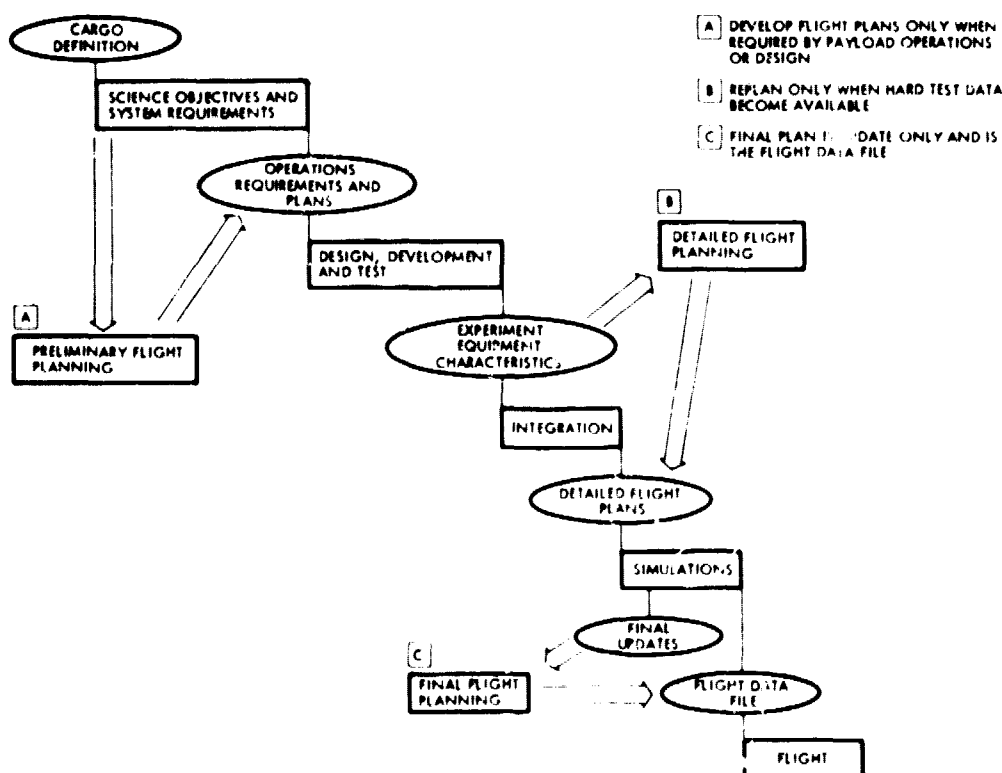 CARGO
DEFINITION
SCIENCE OBJECTIVES AND
SYSTEM REQUIREMENTS
OPERATIONS
REQUIREMENTS AND
PLANS
DESIGN, DEVELOPMENT
AND TEST
A
PRELIMINARY FLIGHT
PLANNING
EXPERIMENT
EQUIPMENT
CHARACTERISTICS
B
DETAILED FLIGHT
PLANNING
INTEGRATION
DETAILED FLIGHT
PLANS
SIMULATIONS
FINAL
UPDATES
C
FINAL FLIGHT
PLANNING
FLIGHT DATA
FILE
FLIGHT
A DEVELOP FLIGHT PLANS ONLY WHEN
REQUIRED BY PAYLOAD OPERATIONS
OR DESIGN
B REPLAN ONLY WHEN HARD TEST DATA
BECOME AVAILABLE
C FINAL PLAN UPDATE ONLY AND IS
THE FLIGHT DATA FILE